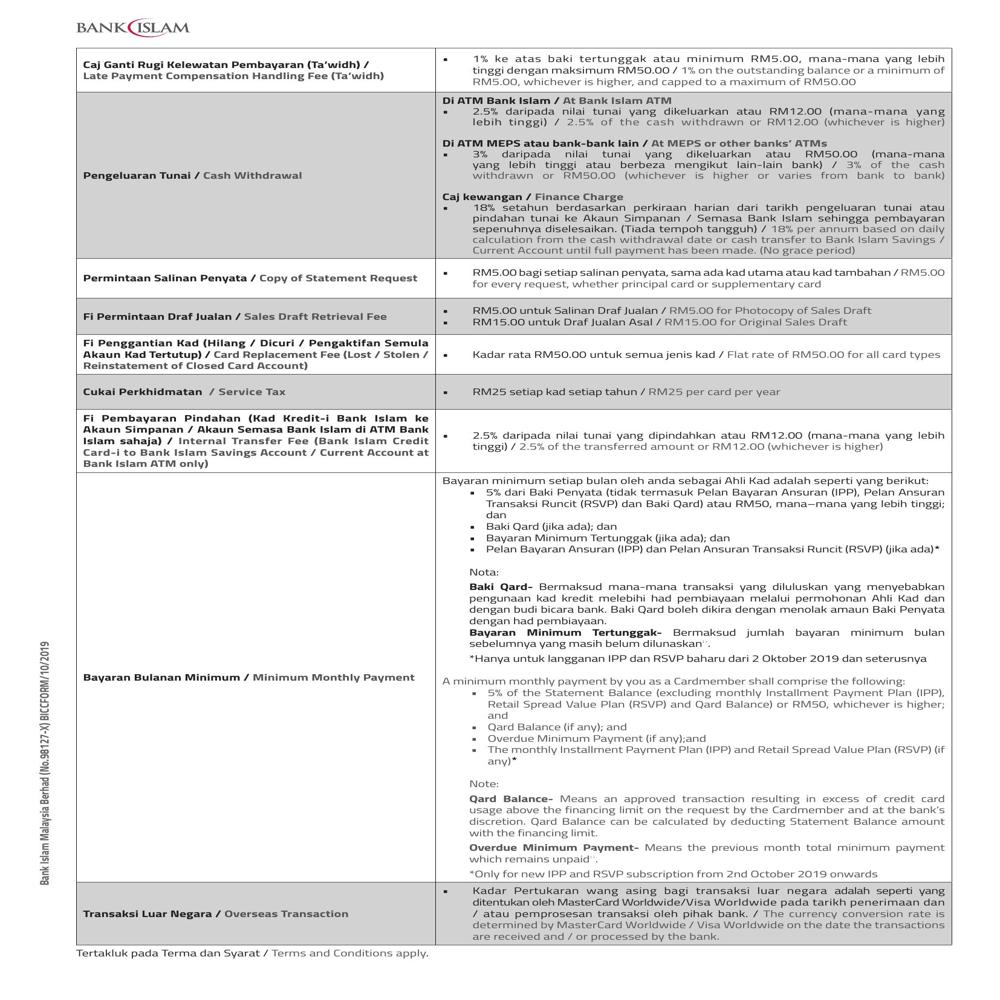 BANK ISLAM
Caj Ganti Rugi Kelewatan Pembayaran (Ta'widh) /
Late Payment Compensation Handling Fee (Ta'widh)
▪ 1% ke atas baki tertunggak atau minimum RM5.00, mana-mana yang lebih
tinggi dengan maksimum RM50.00 / 1% on the outstanding balance or a minimum of
RM5.00, whichever is higher, and capped to a maximum of RM50.00
Pengeluaran Tunai / Cash Withdrawal
Di ATM Bank Islam / At Bank Islam ATM
▪ 2.5% daripada nilai tunai yang dikeluarkan atau RM12.00 (mana-mana yang
lebih tinggi) / 2.5% of the cash withdrawn or RM12.00 (whichever is higher)
Di ATM MEPS atau bank-bank lain / At MEPS or other banks' ATMs
▪ 3% daripada nilai tunai yang dikeluarkan atau RM50.00 (mana-mana
yang lebih tinggi atau berbeza mengikut lain-lain bank) / 3% of the cash
withdrawn or RM50.00 (whichever is higher or varies from bank to bank)
Caj kewangan / Finance Charge
▪ 18% setahun berdasarkan perkiraan harian dari tarikh pengeluaran tunai atau
pindahan tunai ke Akaun Simpanan / Semasa Bank Islam sehingga pembayaran
sepenuhnya diselesaikan. (Tiada tempoh tangguh) / 18% per annum based on daily
calculation from the cash withdrawal date or cash transfer to Bank Islam Savings /
Current Account until full payment has been made. (No grace period)
Permintaan Salinan Penyata / Copy of Statement Request
▪ RM5.00 bagi setiap salinan penyata, sama ada kad utama atau kad tambahan / RM5.00
for every request, whether principal card or supplementary card
Fi Permintaan Draf Jualan / Sales Draft Retrieval Fee
▪ RM5.00 untuk Salinan Draf Jualan / RM5.00 for Photocopy of Sales Draft
▪ RM15.00 untuk Draf Jualan Asal / RM15.00 for Original Sales Draft
Fi Penggantian Kad (Hilang / Dicuri / Pengaktifan Semula
Akaun Kad Tertutup) / Card Replacement Fee (Lost / Stolen /
Reinstatement of Closed Card Account)
▪ Kadar rata RM50.00 untuk semua jenis kad / Flat rate of RM50.00 for all card types
Cukai Perkhidmatan / Service Tax
▪ RM25 setiap kad setiap tahun / RM25 per card per year
Fi Pembayaran Pindahan (Kad Kredit-i Bank Islam ke
Akaun Simpanan / Akaun Semasa Bank Islam di ATM Bank
Islam sahaja) / Internal Transfer Fee (Bank Islam Credit
Card-i to Bank Islam Savings Account / Current Account at
Bank Islam ATM only)
▪ 2.5% daripada nilai tunai yang dipindahkan atau RM12.00 (mana-mana yang lebih
tinggi) / 2.5% of the transferred amount or RM12.00 (whichever is higher)
Bayaran Bulanan Minimum / Minimum Monthly Payment
Bayaran minimum setiap bulan oleh anda sebagai Ahli Kad adalah seperti yang berikut:
▪ 5% dari Baki Penyata (tidak termasuk Pelan Bayaran Ansuran (IPP), Pelan Ansuran
Transaksi Runcit (RSVP) dan Baki Qard) atau RM50, mana–mana yang lebih tinggi;
dan
▪ Baki Qard (jika ada); dan
▪ Bayaran Minimum Tertunggak (jika ada); dan
▪ Pelan Bayaran Ansuran (IPP) dan Pelan Ansuran Transaksi Runcit (RSVP) (jika ada)*
Nota:
Baki Qard- Bermaksud mana-mana transaksi yang diluluskan yang menyebabkan
pengunaan kad kredit melebihi had pembiayaan melalui permohonan Ahli Kad dan
dengan budi bicara bank. Baki Qard boleh dikira dengan menolak amaun Baki Penyata
dengan had pembiayaan.
Bayaran Minimum Tertunggak- Bermaksud jumlah bayaran minimum bulan
sebelumnya yang masih belum dilunaskan``.
*Hanya untuk langganan IPP dan RSVP baharu dari 2 Oktober 2019 dan seterusnya
A minimum monthly payment by you as a Cardmember shall comprise the following:
▪ 5% of the Statement Balance (excluding monthly Installment Payment Plan (IPP),
Retail Spread Value Plan (RSVP) and Qard Balance) or RM50, whichever is higher;
and
▪ Qard Balance (if any); and
▪ Overdue Minimum Payment (if any);and
▪ The monthly Installment Payment Plan (IPP) and Retail Spread Value Plan (RSVP) (if
any)*
Note:
Qard Balance- Means an approved transaction resulting in excess of credit card
usage above the financing limit on the request by the Cardmember and at the bank's
discretion. Qard Balance can be calculated by deducting Statement Balance amount
with the financing limit.
Overdue Minimum Payment- Means the previous month total minimum payment
which remains unpaid``.
*Only for new IPP and RSVP subscription from 2nd October 2019 onwards
Transaksi Luar Negara / Overseas Transaction
▪ Kadar Pertukaran wang asing bagi transaksi luar negara adalah seperti yang
ditentukan oleh MasterCard Worldwide/Visa Worldwide pada tarikh penerimaan dan
/ atau pemprosesan transaksi oleh pihak bank. / The currency conversion rate is
determined by MasterCard Worldwide / Visa Worldwide on the date the transactions
are received and / or processed by the bank.
Tertakluk pada Terma dan Syarat / Terms and Conditions apply.
Bank Islam Malaysia Berhad (No.98127-X) BICCFORM/10/2019